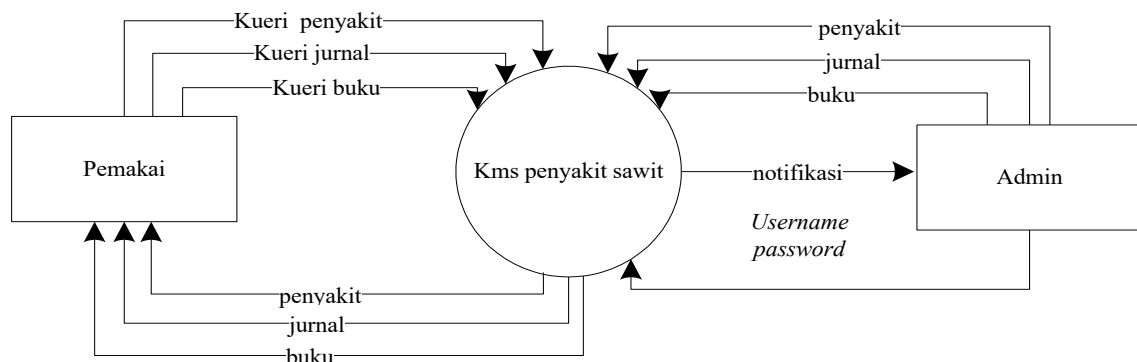 Kueri penyakit
Kueri jurnal
Kueri buku
penyakit
jurnal
buku
Pemakai
Kms penyakit sawit
notifikasi
Admin
Username
password
penyakit
jurnal
buku